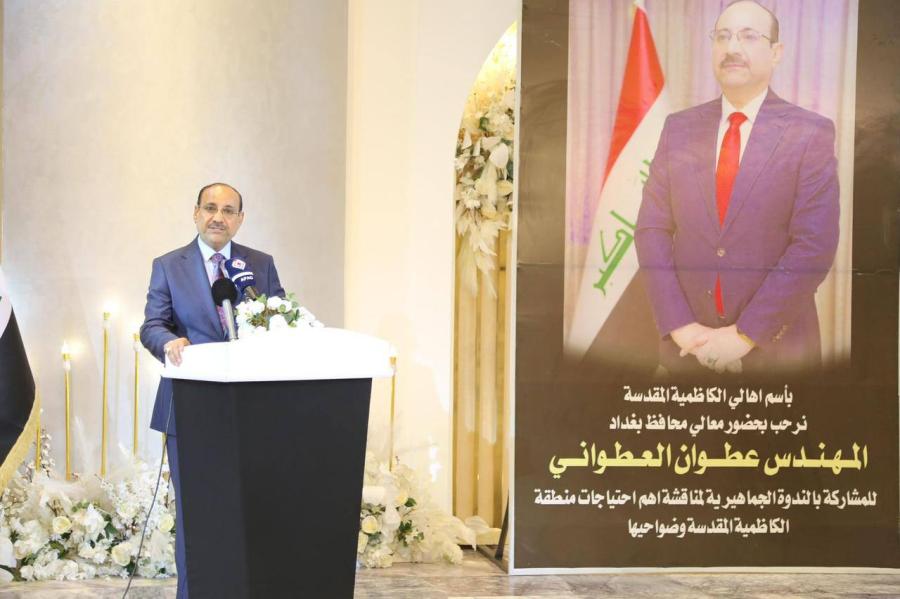 بأسم اهالي الكاظمية المقدسة
نرحب بحضور معالي محافظ بغداد
المهندس عطوان العطواني
للمشاركة بالندوة الجماهيرية لمناقشة اهم احتياجات منطقة
الكاظمية المقدسة وضواحيها